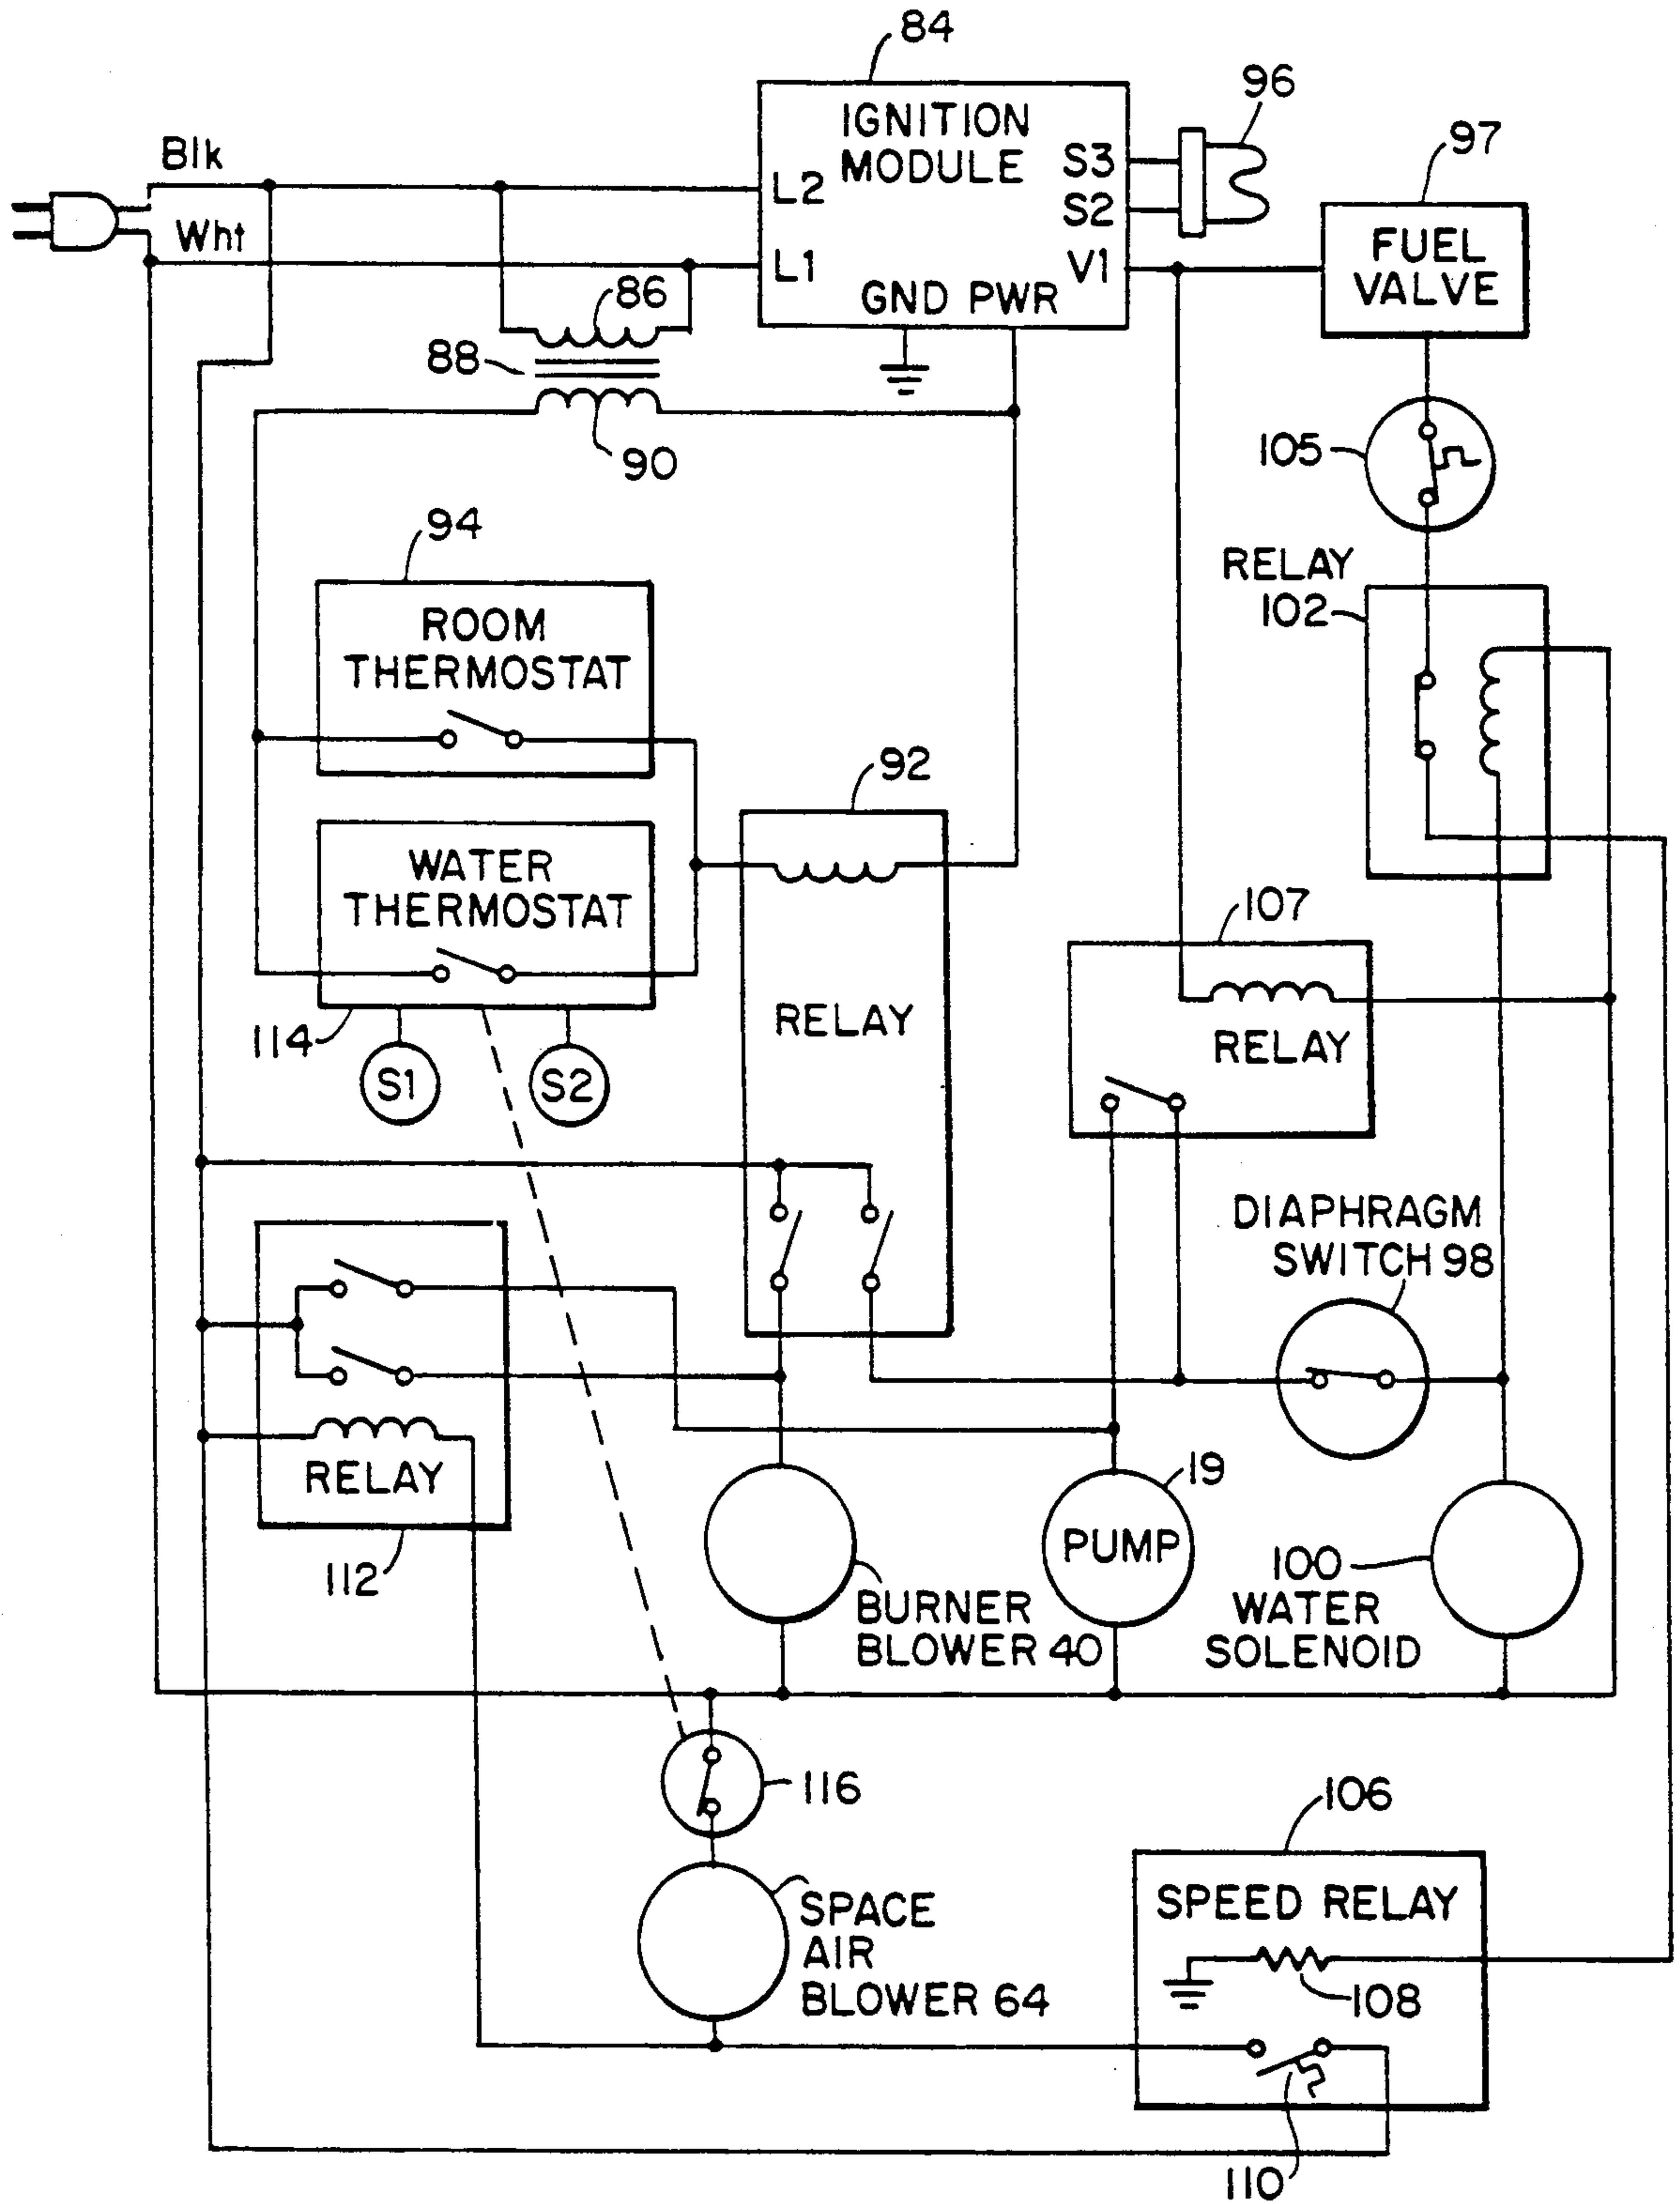 84
96
97
Blk
IGNITION
MODULE
S3
L2
S2
Wht
FUEL
VALVE
L1
V1
GND PWR
86
88
90
105
94
RELAY
102
ROOM
THERMOSTAT
92
WATER
THERMOSTAT
107
RELAY
RELAY
114
S1
S2
DIAPHRAGM
SWITCH 98
RELAY
19
112
PUMP
100
WATER
SOLENOID
BURNER
BLOWER 40
116
106
SPACE
AIR
BLOWER 64
SPEED RELAY
108
110